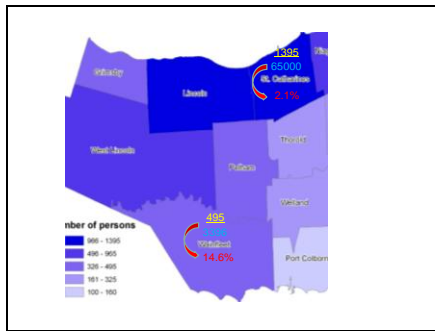 1395
65000
Grimsby
Lincoln
St. Catharines
2.1%
Thorold
West Lincoln
Pelham
Welland
495
Wainfleet
14.6%
Port Colborn
mber of persons
966 - 1395
496 - 965
326 - 495
161 - 325
100 - 160